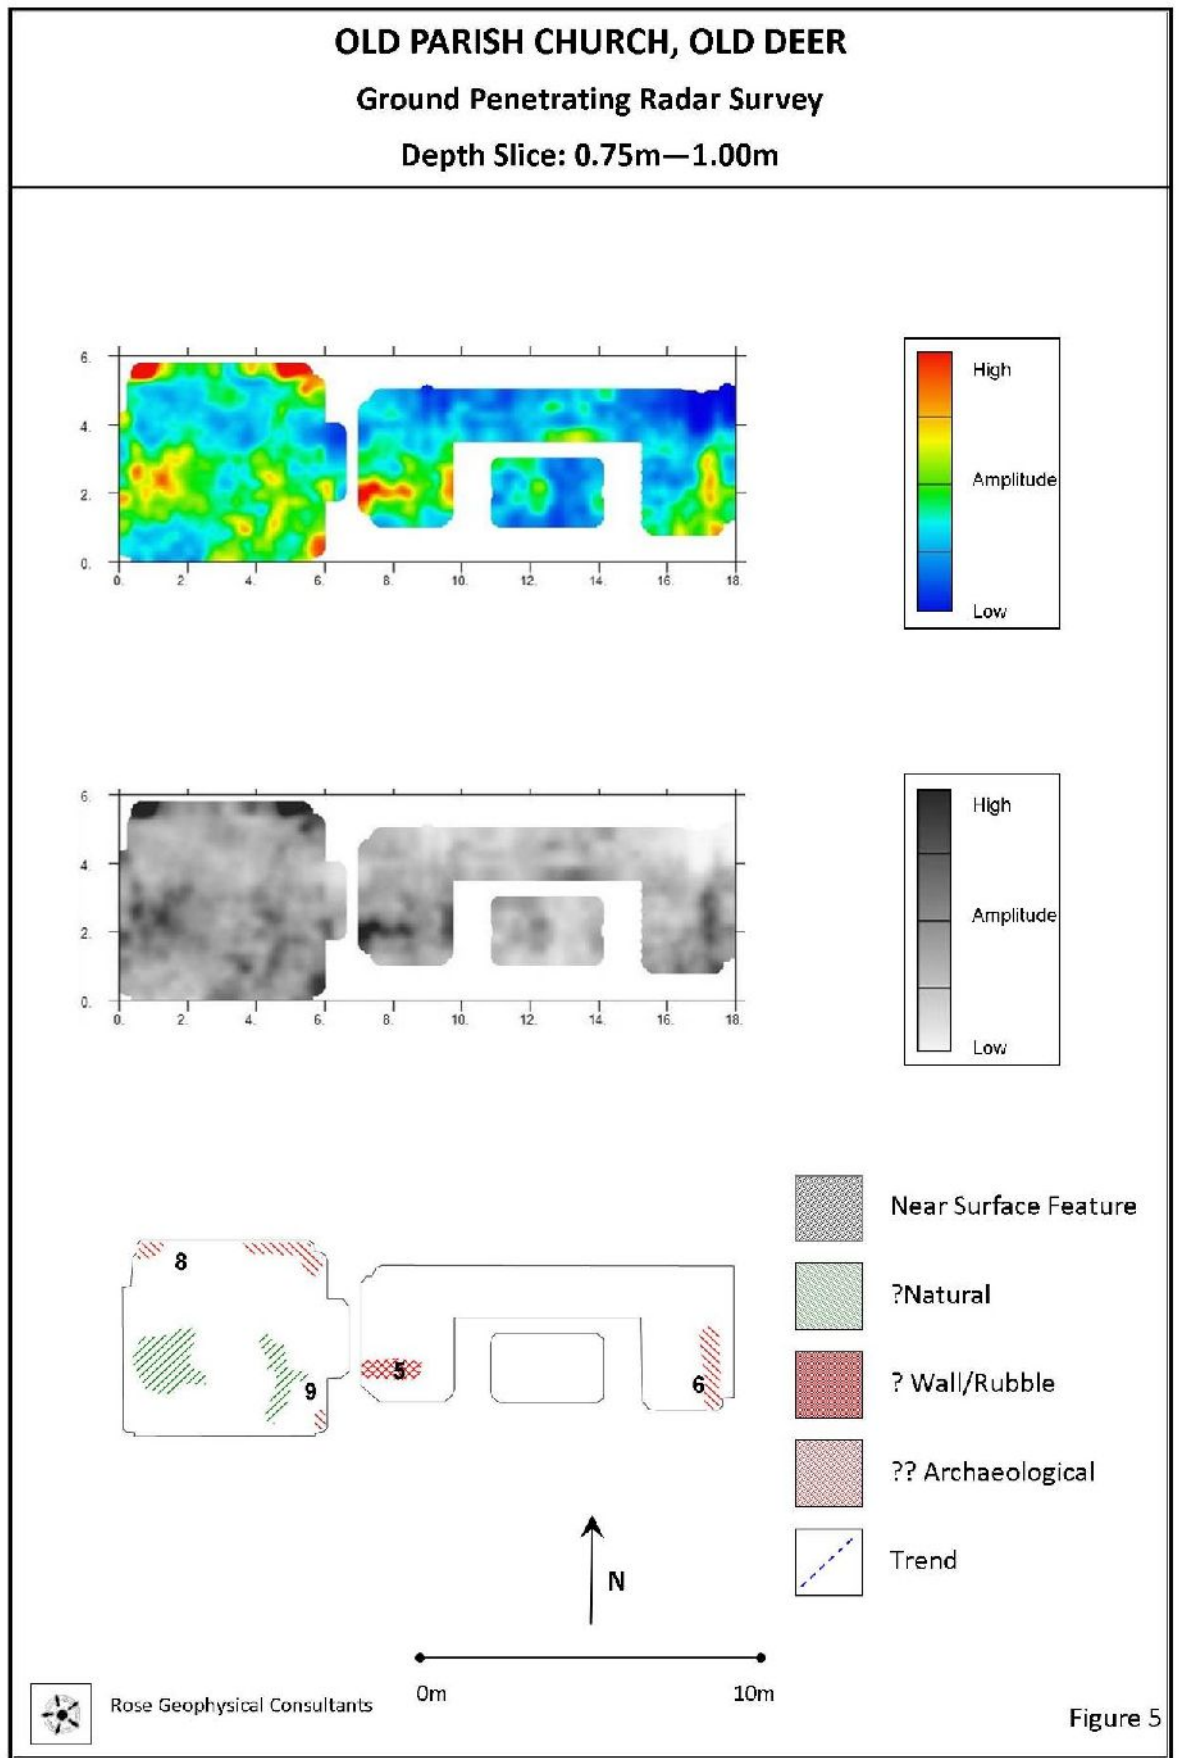 OLD PARISH CHURCH, OLD DEER
Ground Penetrating Radar Survey
Depth Slice: 0.75m—1.00m
6.
4.
2.
0.
0. 2. 4. 6. 8. 10. 12. 14. 16. 18.
High
Amplitude
Low
6.
4.
2.
0.
0. 2. 4. 6. 8. 10. 12. 14. 16. 18.
High
Amplitude
Low
8
5
9
6
Near Surface Feature
?Natural
? Wall/Rubble
?? Archaeological
Trend
N
0m 10m
Rose Geophysical Consultants
Figure 5